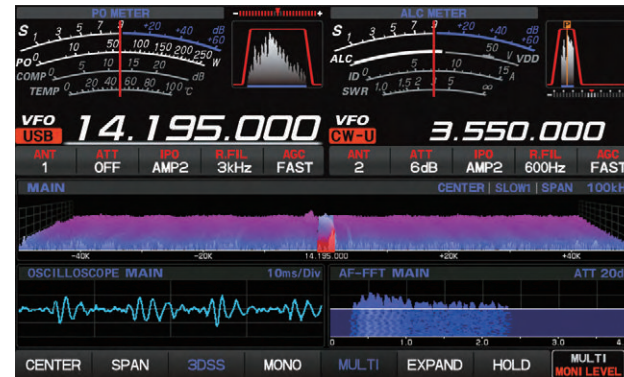 PO METER
ALC METER
S 1 3 5 7 9 +20 +40 +60 dB
S 1 3 5 7 9 +20 +40 +60 dB
PO 0 10 50 100 150 200 250 W
ALC 0 50 V VDD
COMP 0 5 10 15 20 dB
ID 0 5 10 15 A
TEMP 0 20 40 60 80 100 °C
SWR 1.0 1.5 2 3 5 ∞
VFO
USB
14.195.000
VFO
CW-U
3.550.000
ANT ATT IPO R.FIL AGC
1 OFF AMP2 3kHz FAST
ANT ATT IPO R.FIL AGC
2 6dB AMP2 600Hz FAST
MAIN
CENTER | SLOW1 | SPAN 100kH
-40K -20K 14.195.000 +20K +40K
OSCILLOSCOPE MAIN 10ms/Div
AF-FFT MAIN ATT 20d
0 1.0 2.0 3.0 4.
CENTER SPAN 3DSS MONO MULTI EXPAND HOLD
MULTI
MONI LEVEL